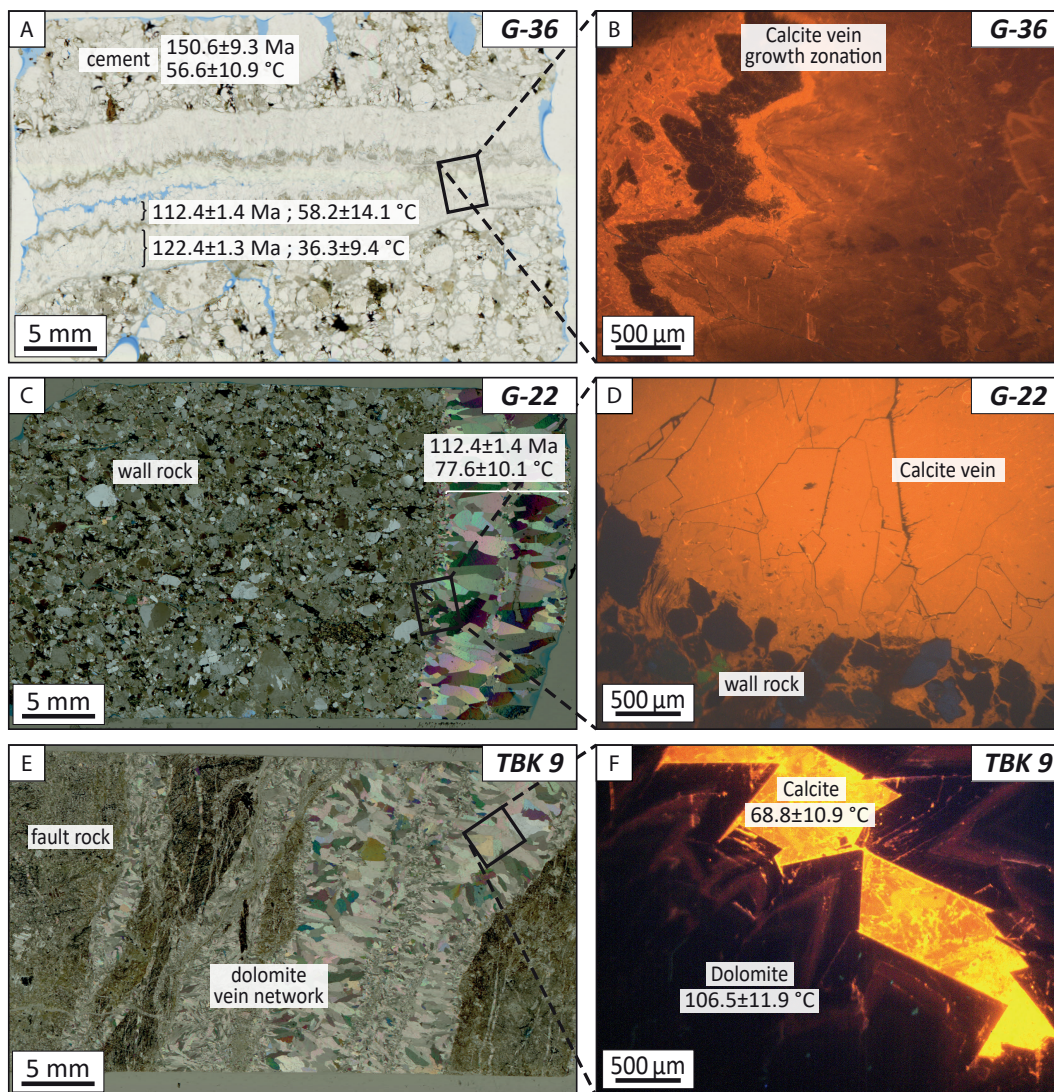 A
G-36
cement
150.6±9.3 Ma
56.6±10.9 °C
112.4±1.4 Ma ; 58.2±14.1 °C
122.4±1.3 Ma ; 36.3±9.4 °C
5 mm
B
G-36
Calcite vein
growth zonation
500 µm
C
G-22
wall rock
112.4±1.4 Ma
77.6±10.1 °C
5 mm
D
G-22
Calcite vein
wall rock
500 µm
E
TBK 9
fault rock
dolomite
vein network
5 mm
F
TBK 9
Calcite
68.8±10.9 °C
Dolomite
106.5±11.9 °C
500 µm